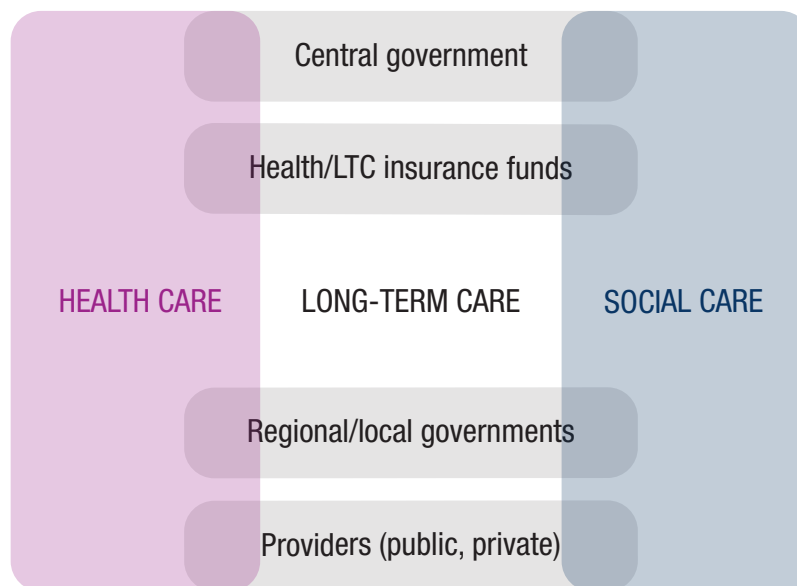 Central government
Health/LTC insurance funds
HEALTH CARE
LONG-TERM CARE
SOCIAL CARE
Regional/local governments
Providers (public, private)